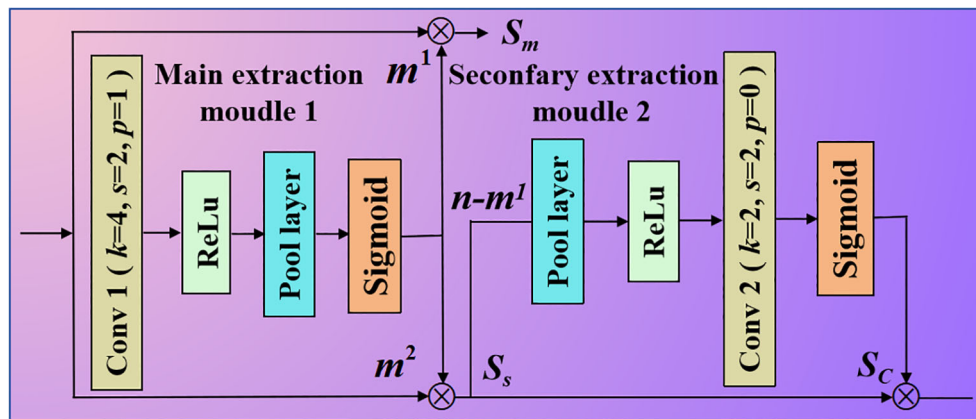 Main extraction
moudle 1
Seconfary extraction
moudle 2
S_m
m^1
Conv 1 ( k=4, s=2, p=1 )
ReLu
Pool layer
Sigmoid
m^2
S_s
n-m^1
Pool layer
ReLu
Conv 2 ( k=2, s=2, p=0 )
Sigmoid
S_C